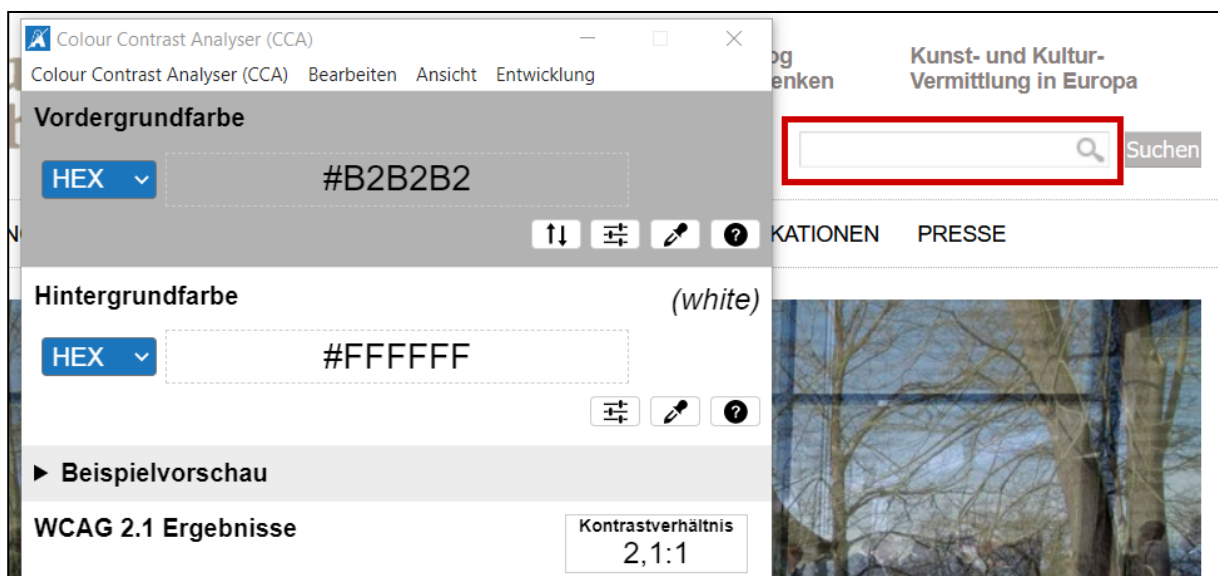 Colour Contrast Analyser (CCA)
Colour Contrast Analyser (CCA) Bearbeiten Ansicht Entwicklung
Vordergrundfarbe
HEX #B2B2B2
Hintergrundfarbe (white)
HEX #FFFFFF
Beispielvorschau
WCAG 2.1 Ergebnisse
Kontrastverhältnis
2,1:1
og
enken
Kunst- und Kultur-
Vermittlung in Europa
Suchen
KATIONEN PRESSE